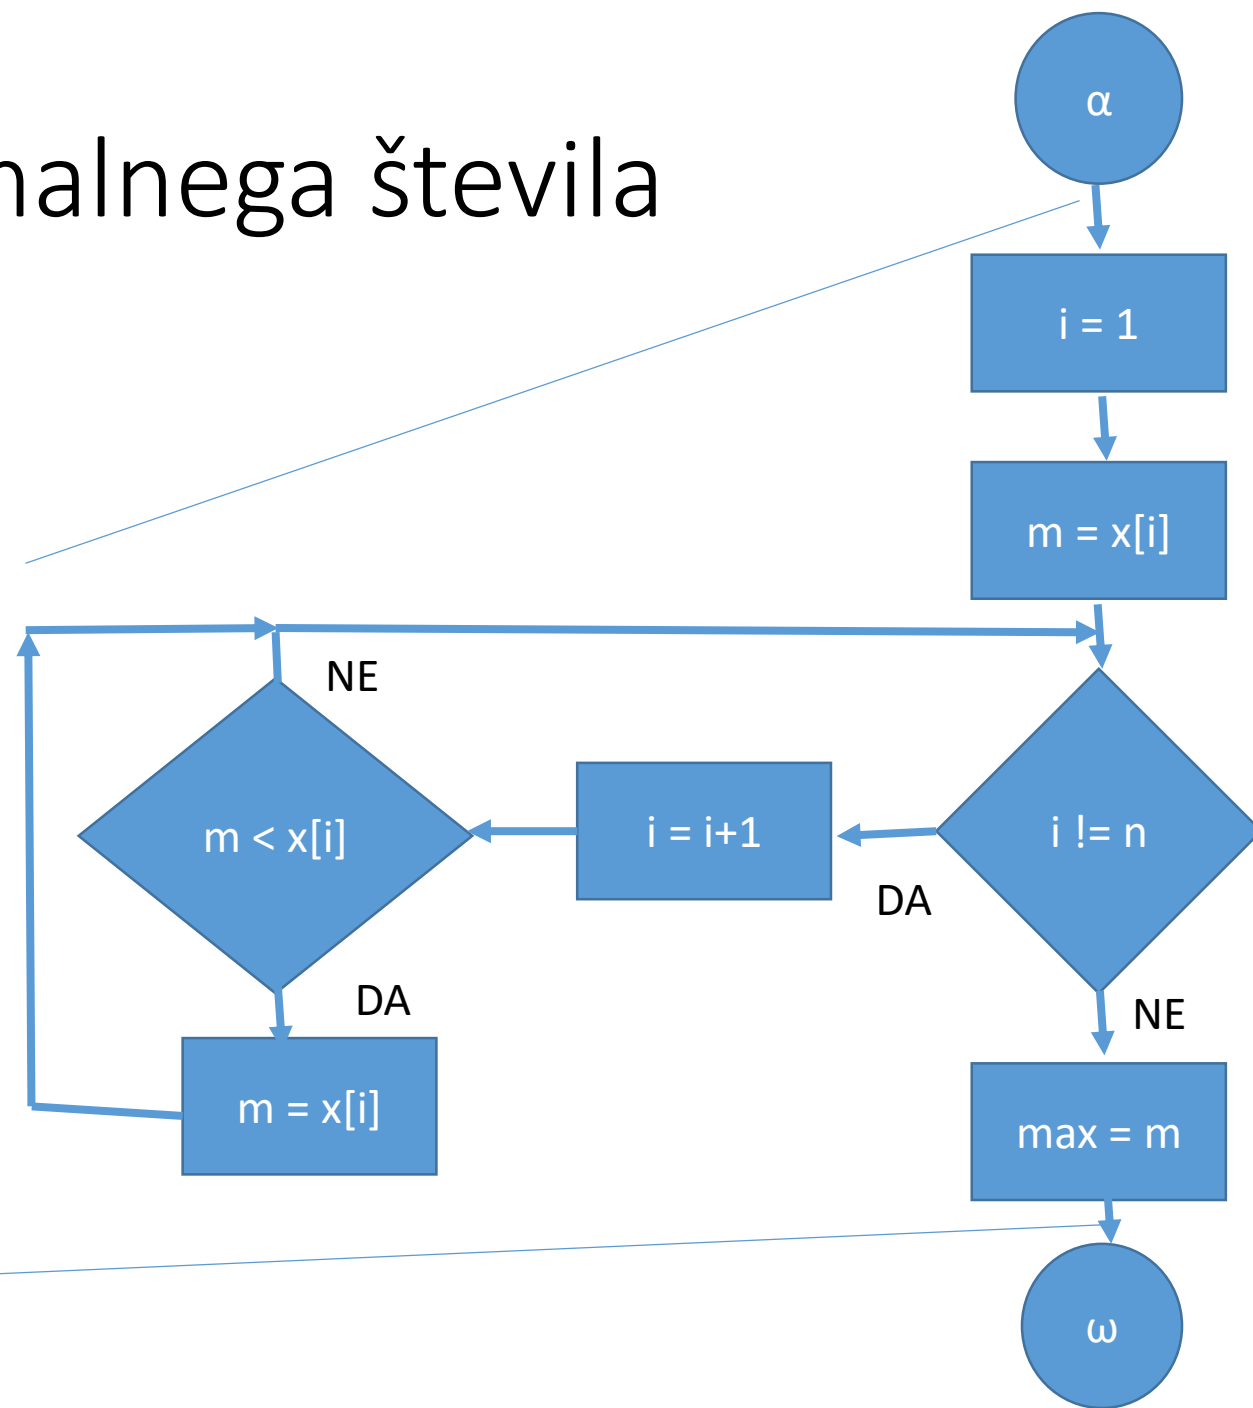 α
nalnega števila
i = 1
m = x[i]
NE
m < x[i]
i = i+1
i != n
DA
DA
NE
m = x[i]
max = m
ω